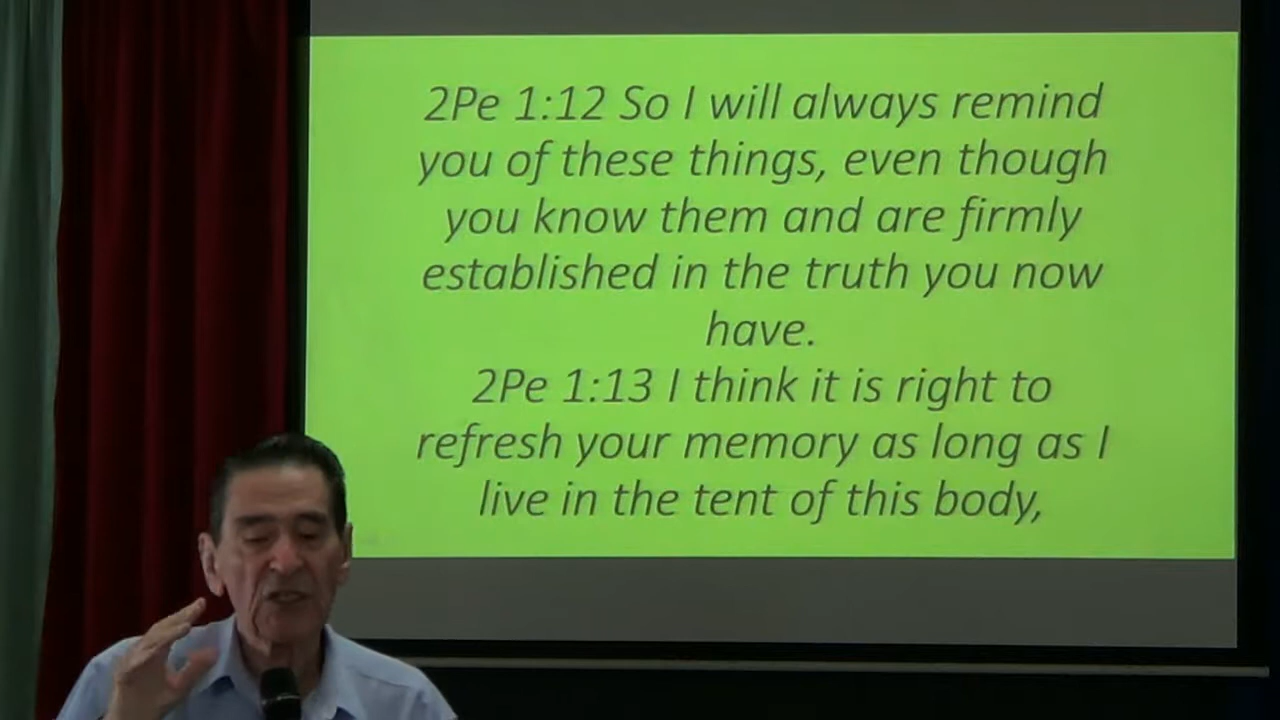 2Pe 1:12 So I will always remind
you of these things, even though
you know them and are firmly
established in the truth you now
have.
2Pe 1:13 I think it is right to
refresh your memory as long as I
live in the tent of this body,